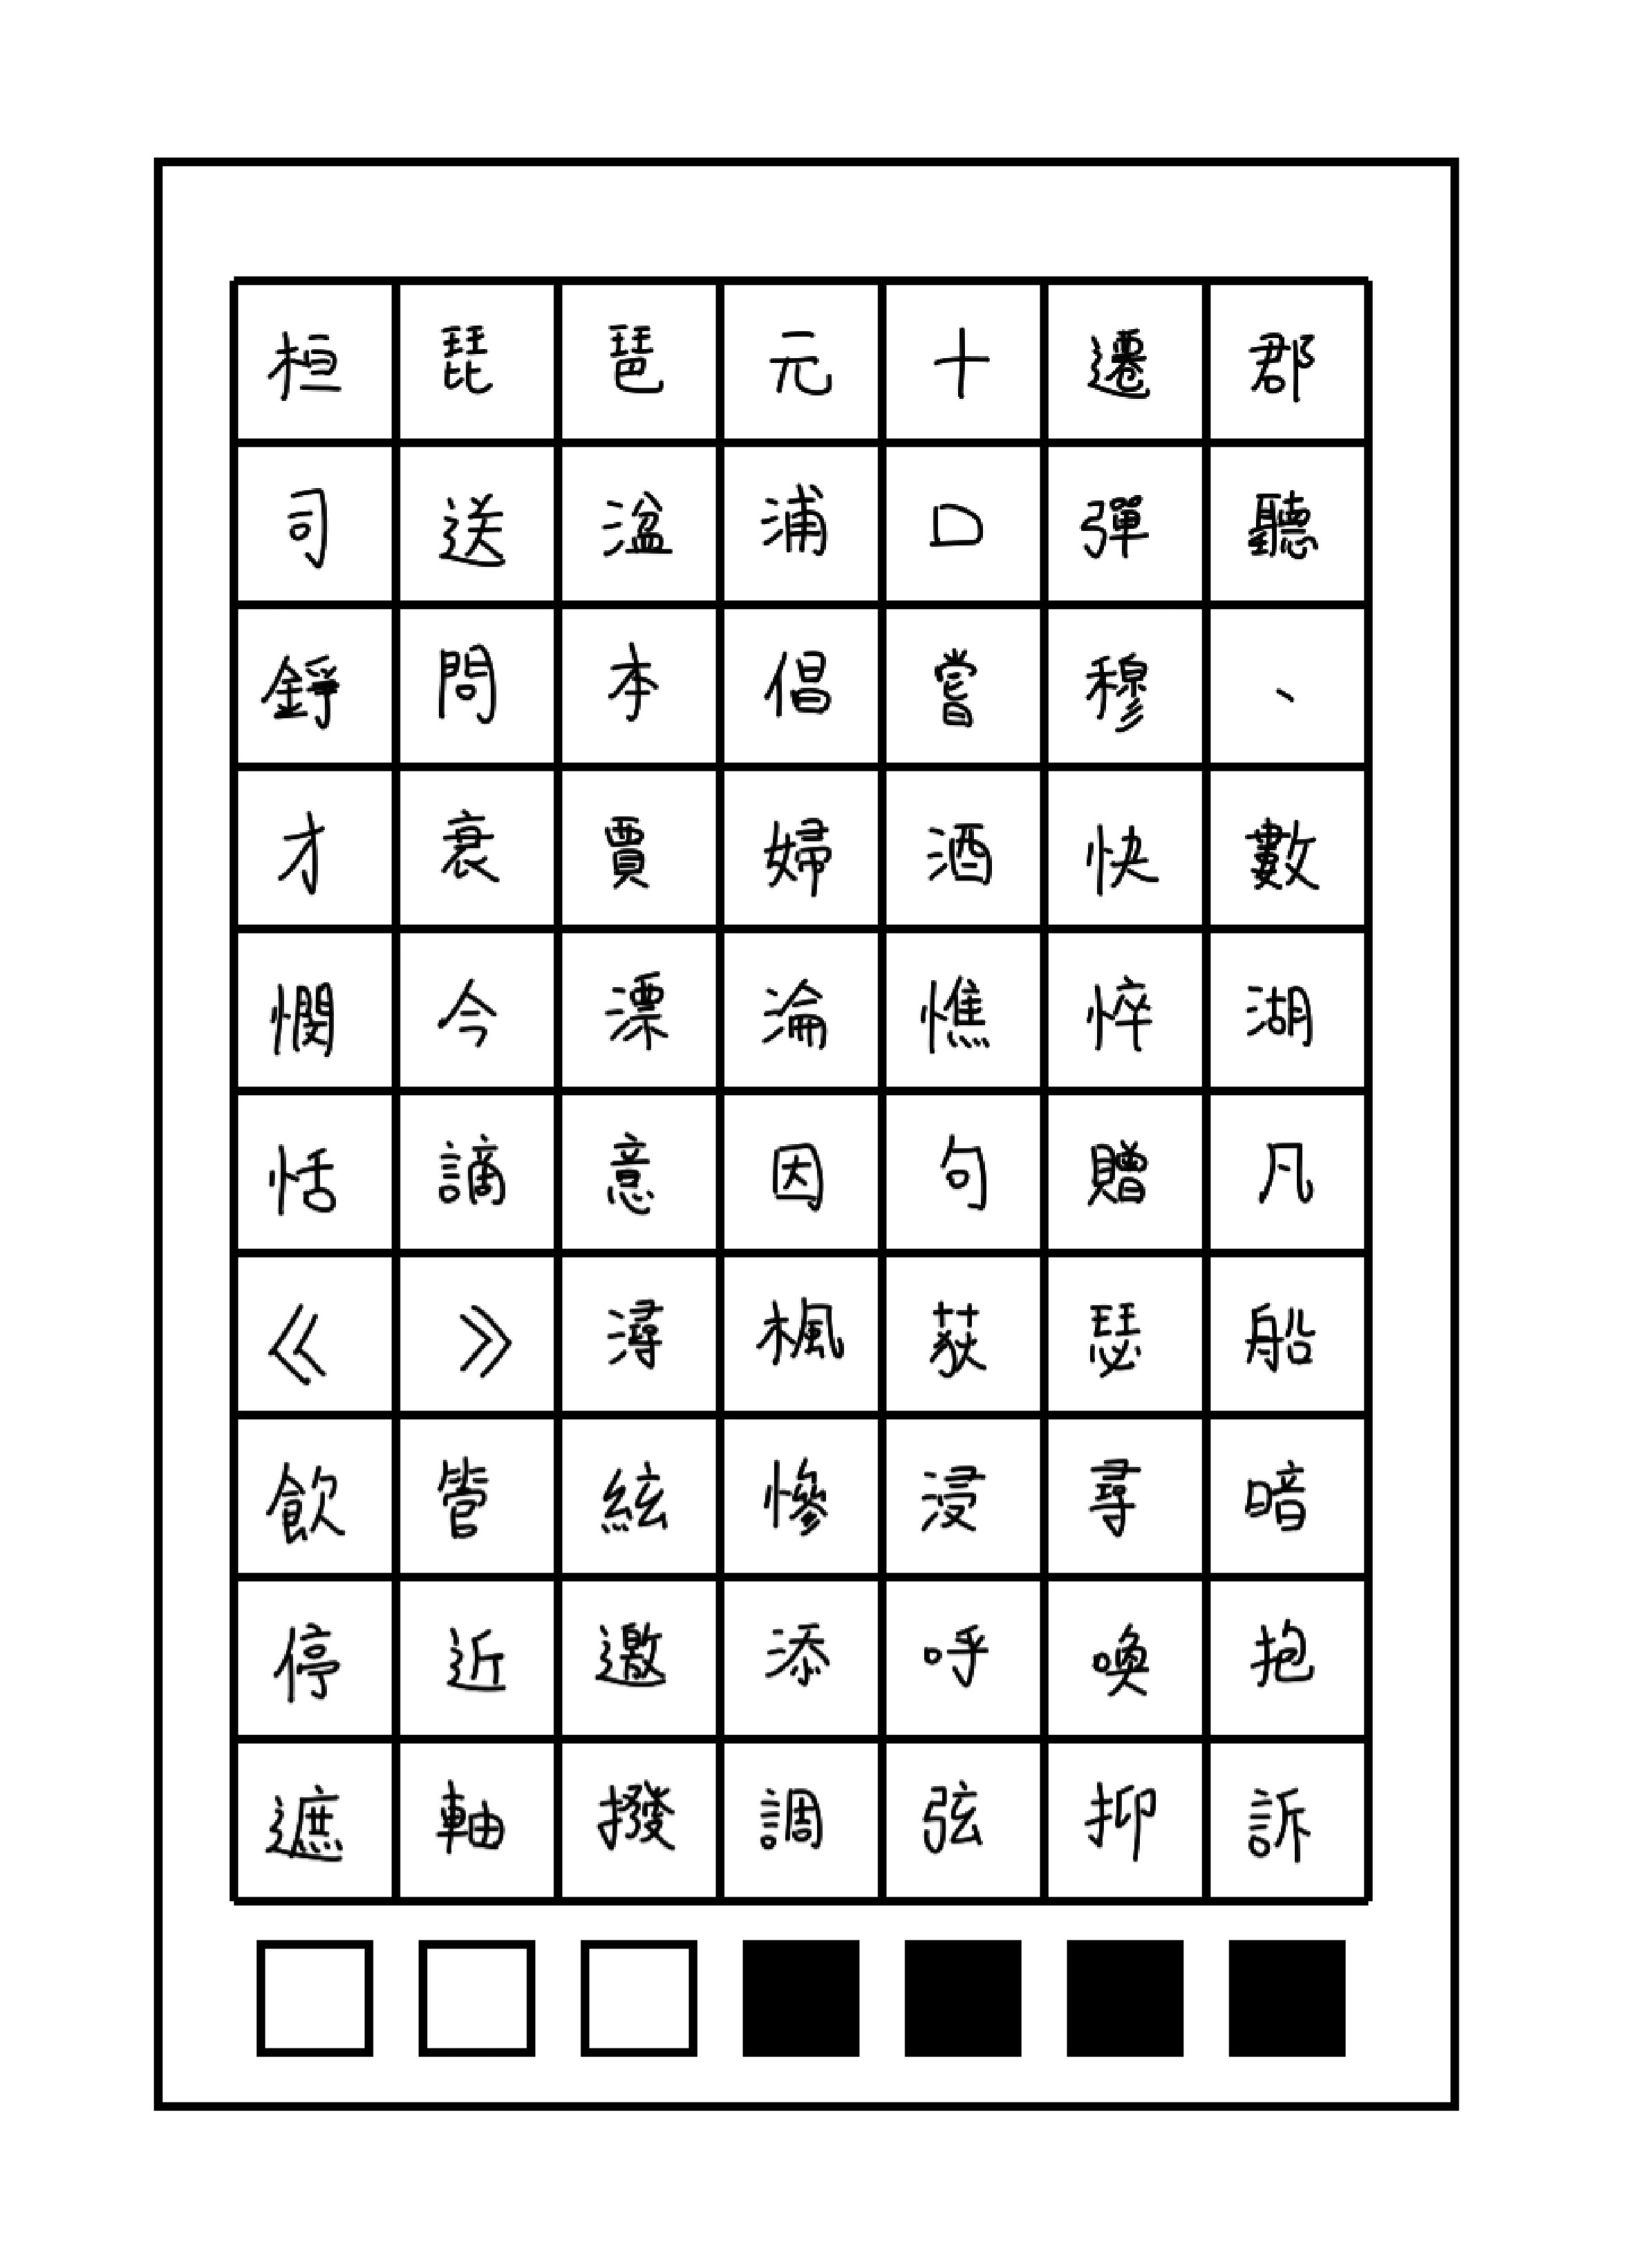 桓琵琶元十遷郡
司送湓浦口彈聽
錚問本倡嘗穆、
才衰賈婦酒快數
憫今漂淪憔悴湖
恬謫意因句贈凡
《》潯楓荻瑟船
飲管絃慘浸尋暗
停近邀添呼喚抱
遮軸撥調弦抑訴